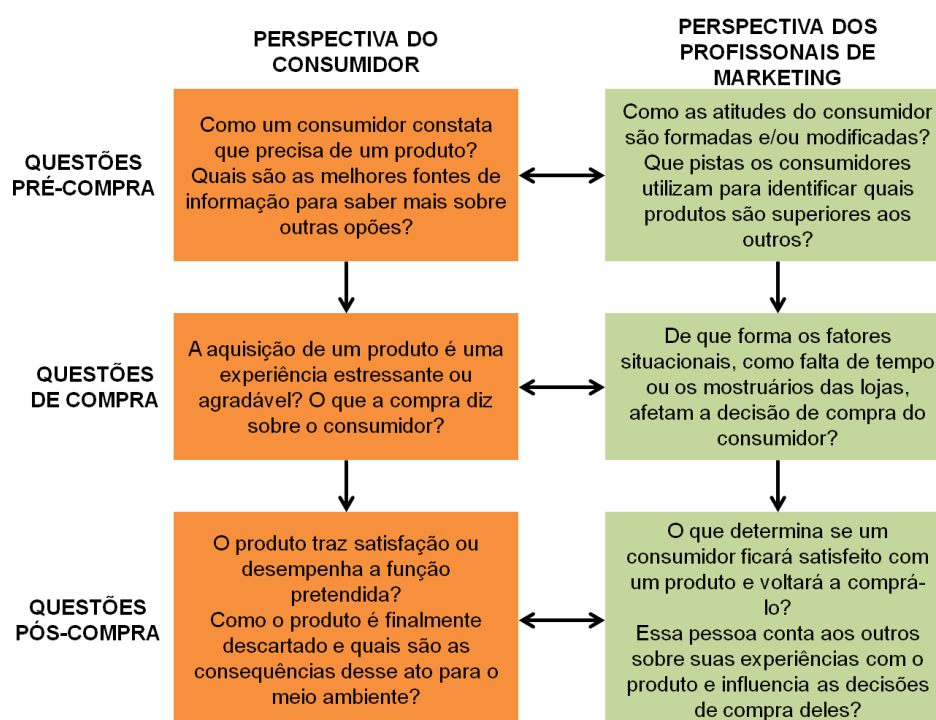 PERSPECTIVA DO
CONSUMIDOR
PERSPECTIVA DOS
PROFISSONAIS DE
MARKETING
QUESTÕES
PRÉ-COMPRA
Como um consumidor constata
que precisa de um produto?
Quais são as melhores fontes de
informação para saber mais sobre
outras opões?
Como as atitudes do consumidor
são formadas e/ou modificadas?
Que pistas os consumidores
utilizam para identificar quais
produtos são superiores aos
outros?
QUESTÕES
DE COMPRA
A aquisição de um produto é uma
experiência estressante ou
agradável? O que a compra diz
sobre o consumidor?
De que forma os fatores
situacionais, como falta de tempo
ou os mostruários das lojas,
afetam a decisão de compra do
consumidor?
QUESTÕES
PÓS-COMPRA
O produto traz satisfação ou
desempenha a função
pretendida?
Como o produto é finalmente
descartado e quais são as
consequências desse ato para o
meio ambiente?
O que determina se um
consumidor ficará satisfeito com
um produto e voltará a comprá-
lo?
Essa pessoa conta aos outros
sobre suas experiências com o
produto e influencia as decisões
de compra deles?